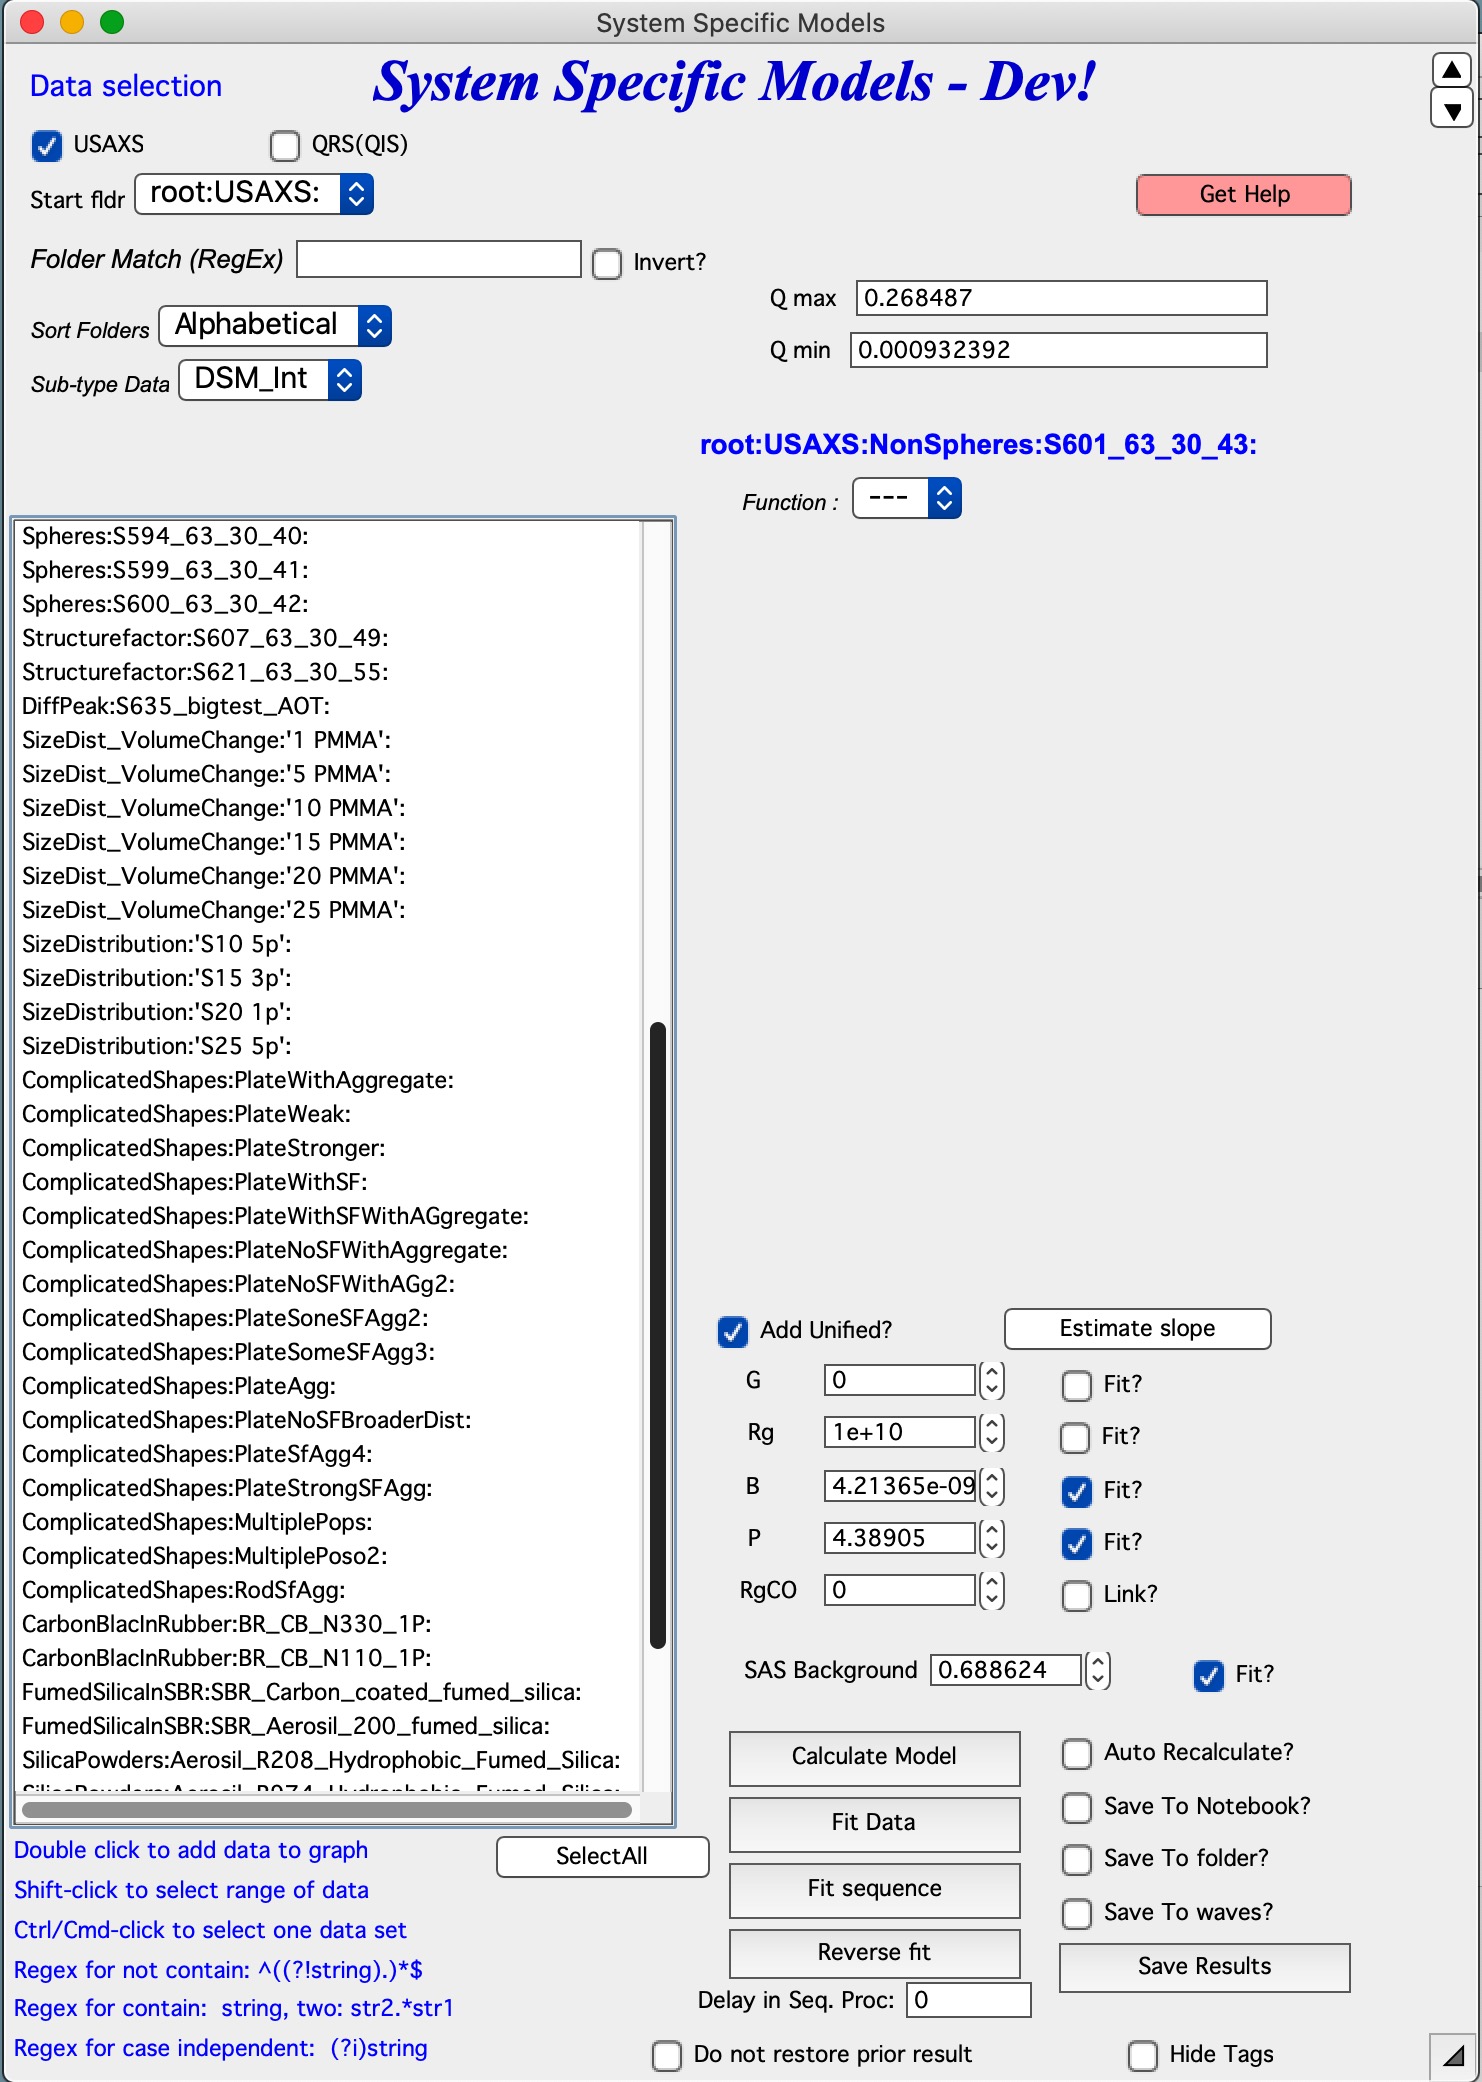 System Specific Models
Data selection
System Specific Models - Dev!
USAXS
QRS(QIS)
Start fldr root:USAXS:
Get Help
Folder Match (RegEx)
Invert?
Q max 0.268487
Sort Folders Alphabetical
Q min 0.000932392
Sub-type Data DSM_Int
root:USAXS:NonSpheres:S601_63_30_43:
Function : ---
Spheres:S594_63_30_40:
Spheres:S599_63_30_41:
Spheres:S600_63_30_42:
Structurefactor:S607_63_30_49:
Structurefactor:S621_63_30_55:
DiffPeak:S635_bigtest_AOT:
SizeDist_VolumeChange:'1 PMMA':
SizeDist_VolumeChange:'5 PMMA':
SizeDist_VolumeChange:'10 PMMA':
SizeDist_VolumeChange:'15 PMMA':
SizeDist_VolumeChange:'20 PMMA':
SizeDist_VolumeChange:'25 PMMA':
SizeDistribution:'S10 5p':
SizeDistribution:'S15 3p':
SizeDistribution:'S20 1p':
SizeDistribution:'S25 5p':
ComplicatedShapes:PlateWithAggregate:
ComplicatedShapes:PlateWeak:
ComplicatedShapes:PlateStronger:
ComplicatedShapes:PlateWithSF:
ComplicatedShapes:PlateWithSFWithAGgregate:
ComplicatedShapes:PlateNoSFWithAggregate:
ComplicatedShapes:PlateNoSFWithAGg2:
ComplicatedShapes:PlateSoneSFAgg2:
ComplicatedShapes:PlateSomeSFAgg3:
ComplicatedShapes:PlateAgg:
ComplicatedShapes:PlateNoSFBroaderDist:
ComplicatedShapes:PlateSfAgg4:
ComplicatedShapes:PlateStrongSFAgg:
ComplicatedShapes:MultiplePops:
ComplicatedShapes:MultiplePoso2:
ComplicatedShapes:RodSfAgg:
CarbonBlacInRubber:BR_CB_N330_1P:
CarbonBlacInRubber:BR_CB_N110_1P:
FumedSilicaInSBR:SBR_Carbon_coated_fumed_silica:
FumedSilicaInSBR:SBR_Aerosil_200_fumed_silica:
SilicaPowders:Aerosil_R208_Hydrophobic_Fumed_Silica:
Double click to add data to graph
SelectAll
Shift-click to select range of data
Ctrl/Cmd-click to select one data set
Regex for not contain: ^((?!string).)*$
Regex for contain: string, two: str2.*str1
Regex for case independent: (?i)string
Add Unified?
Estimate slope
G 0 Fit?
Rg 1e+10 Fit?
B 4.21365e-09 Fit?
P 4.38905 Fit?
RgCO 0 Link?
SAS Background 0.688624 Fit?
Calculate Model
Auto Recalculate?
Fit Data
Save To Notebook?
Fit sequence
Save To folder?
Reverse fit
Save To waves?
Save Results
Delay in Seq. Proc: 0
Do not restore prior result
Hide Tags